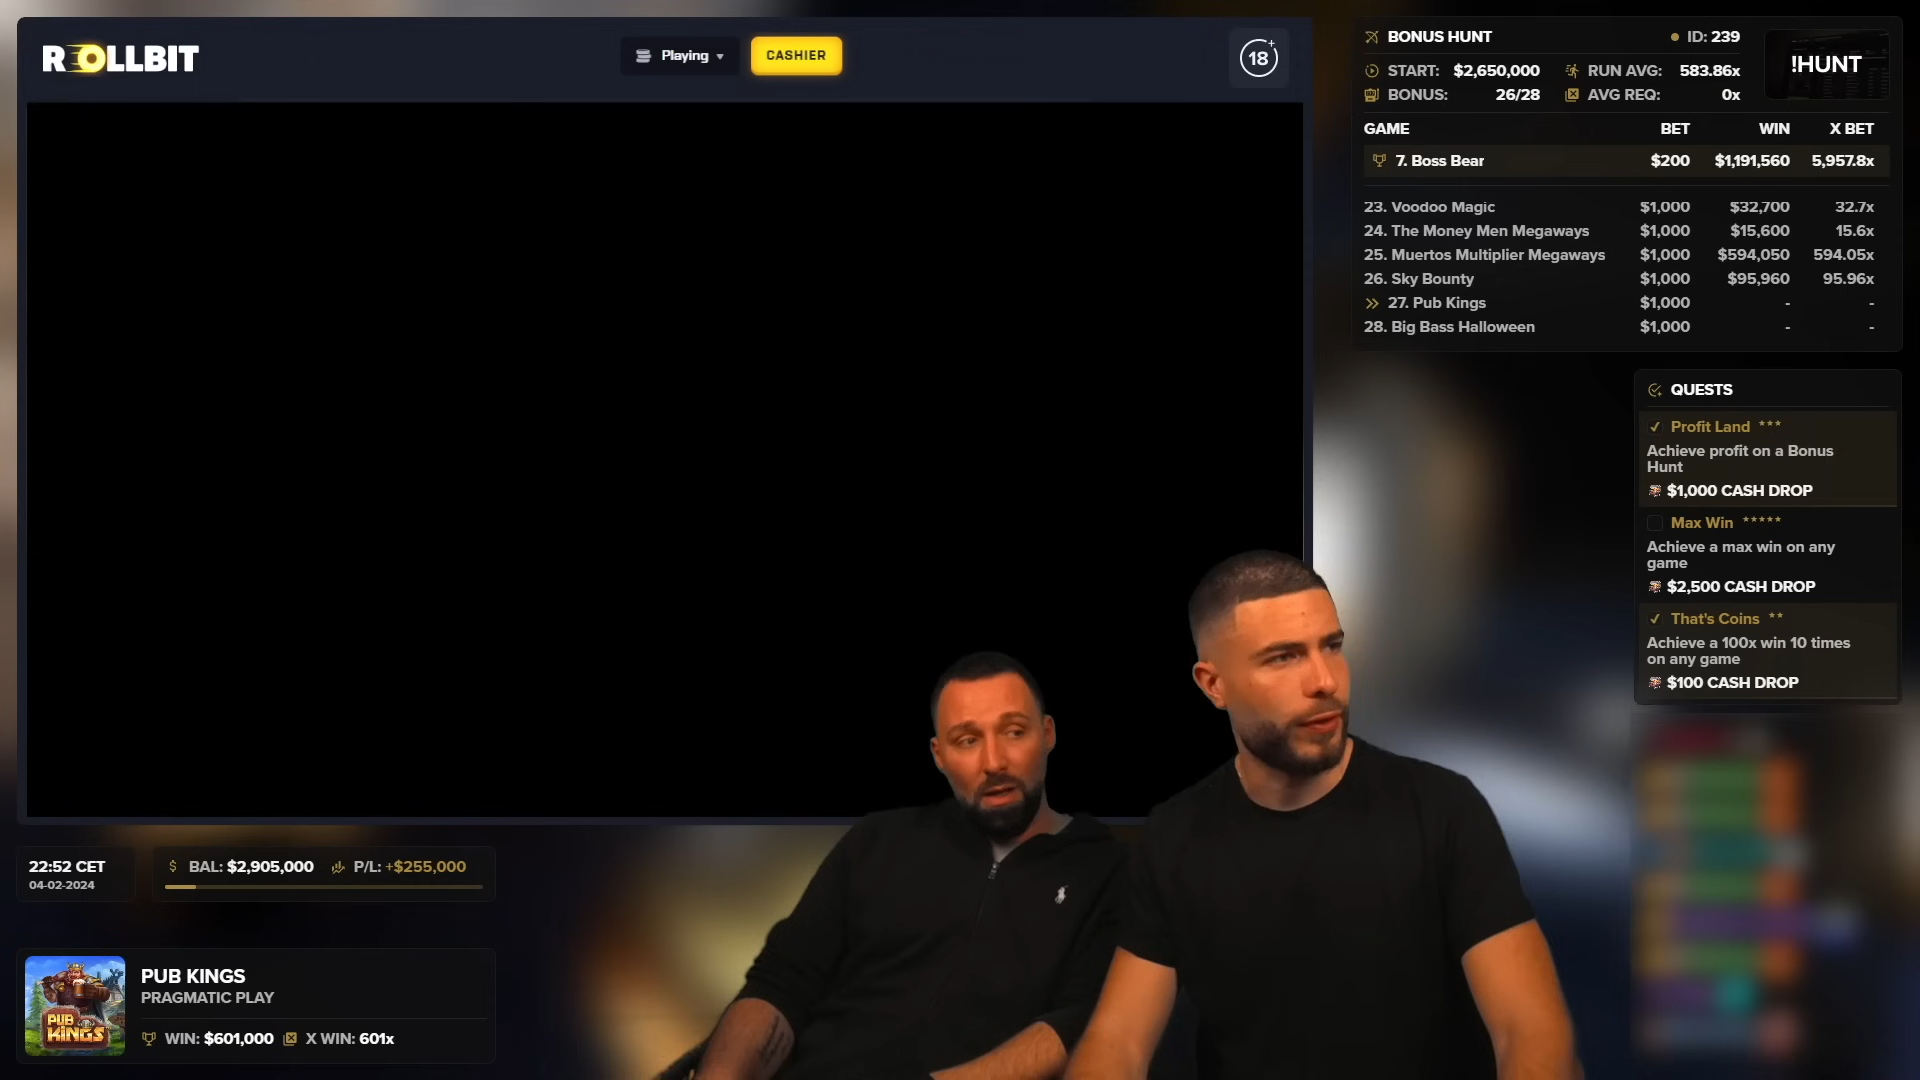 ROLLBIT
Playing
CASHIER
18+
BONUS HUNT
ID: 239
START: $2,650,000
RUN AVG: 583.86x
BONUS: 26/28
AVG REQ: 0x
!HUNT
GAME BET WIN X BET
7. Boss Bear $200 $1,191,560 5,957.8x
23. Voodoo Magic $1,000 $32,700 32.7x
24. The Money Men Megaways $1,000 $15,600 15.6x
25. Muertos Multiplier Megaways $1,000 $594,050 594.05x
26. Sky Bounty $1,000 $95,960 95.96x
27. Pub Kings $1,000 - -
28. Big Bass Halloween $1,000 - -
QUESTS
Profit Land ***
Achieve profit on a Bonus
Hunt
$1,000 CASH DROP
Max Win *****
Achieve a max win on any
game
$2,500 CASH DROP
That's Coins **
Achieve a 100x win 10 times
on any game
$100 CASH DROP
22:52 CET
04-02-2024
BAL: $2,905,000 P/L: +$255,000
PUB KINGS
PRAGMATIC PLAY
WIN: $601,000 X WIN: 601x
PUB
KINGS